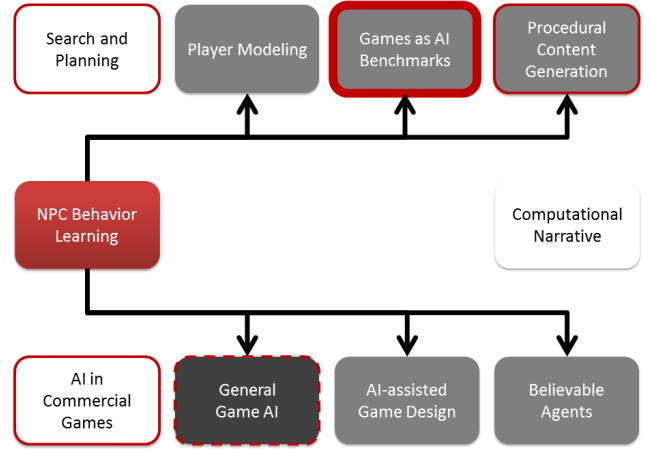 Search and
Planning
Player Modeling
Games as AI
Benchmarks
Procedural
Content
Generation
NPC Behavior
Learning
Computational
Narrative
AI in
Commercial
Games
General
Game AI
AI-assisted
Game Design
Believable
Agents